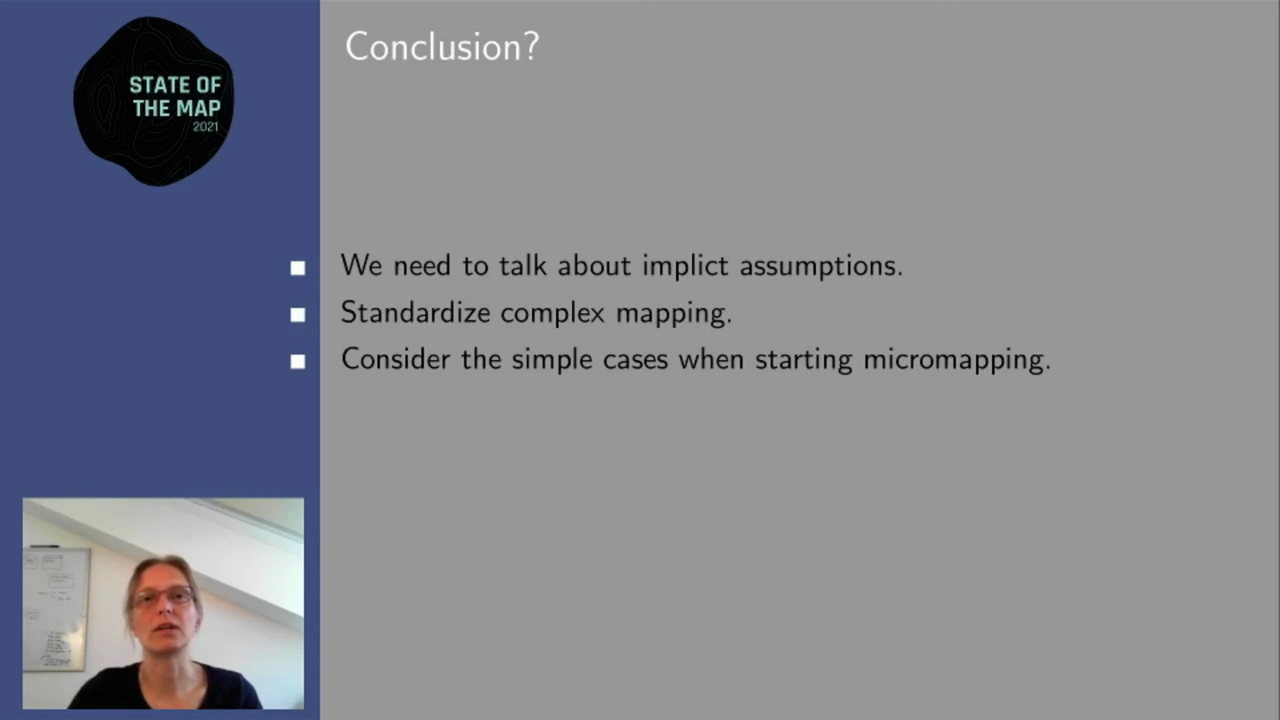 STATE OF
THE MAP
2021
Conclusion?
We need to talk about implict assumptions.
Standardize complex mapping.
Consider the simple cases when starting micromapping.